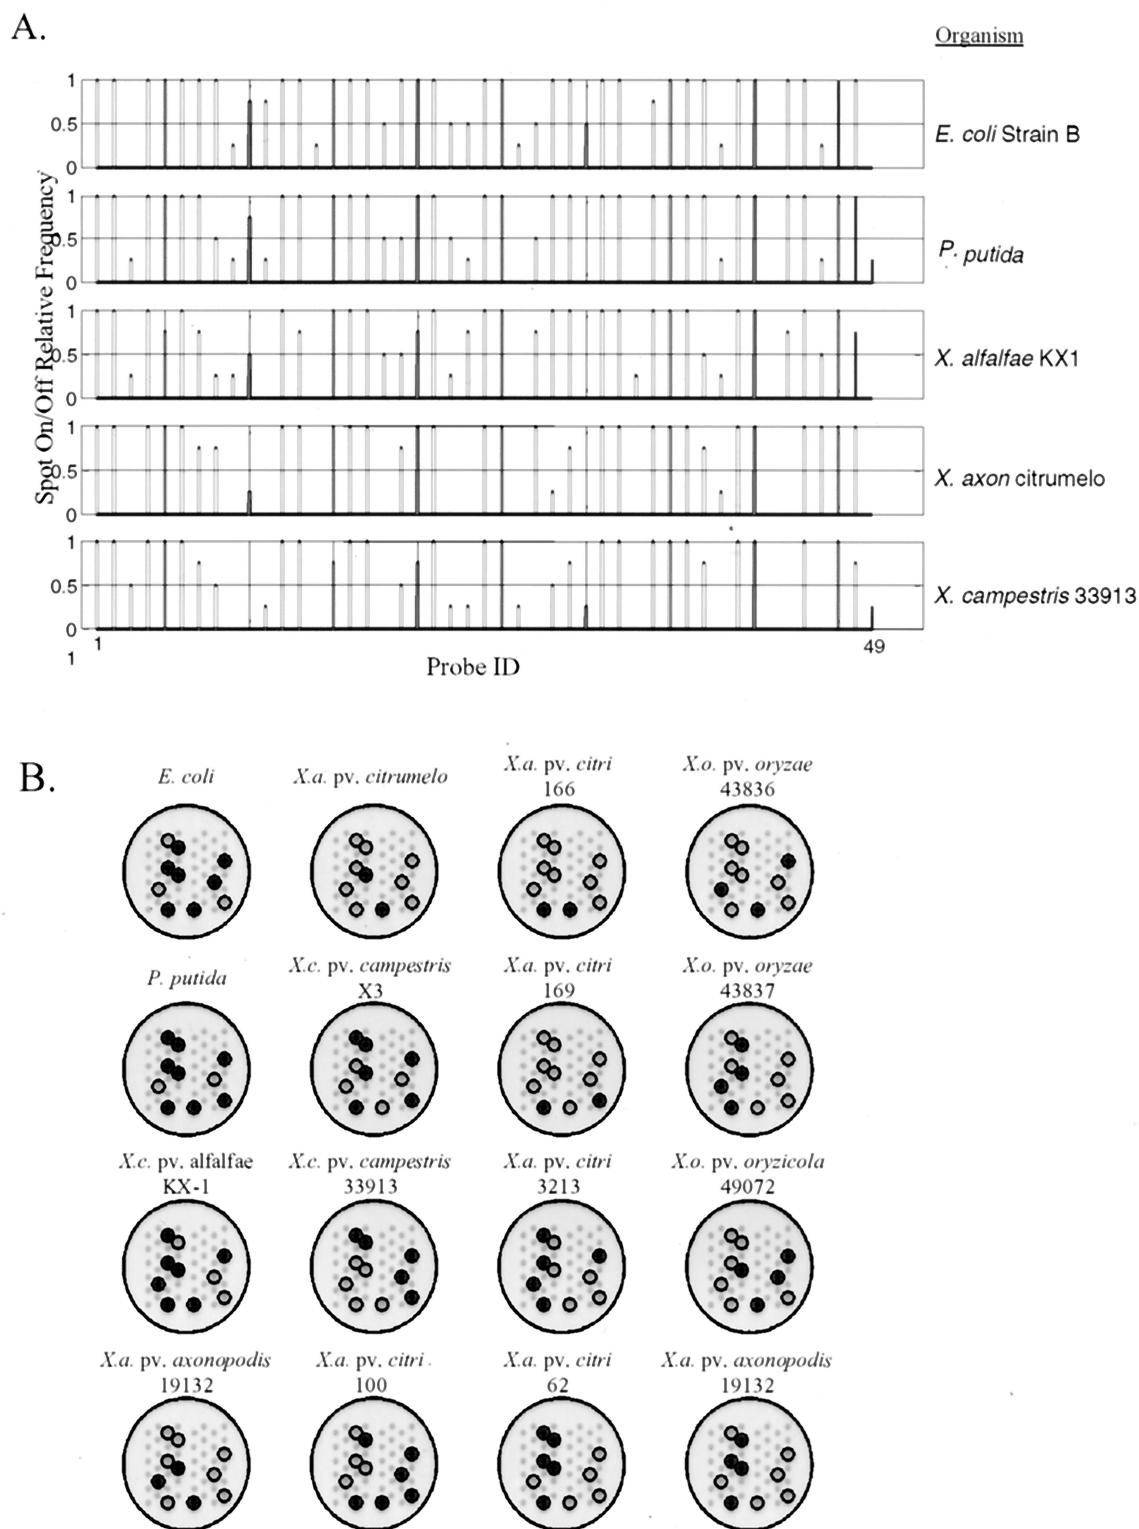 A.
Organism
Spot On/Off Relative Frequency
1
0.5
0
E. coli Strain B
1
0.5
0
P. putida
1
0.5
0
X. alfalfae KX1
1
0.5
0
X. axon citrumelo
1
0.5
0
X. campestris 33913
1
1
49
Probe ID
B.
E. coli
X.a. pv. citrumelo
X.a. pv. citri
166
X.o. pv. oryzae
43836
P. putida
X.c. pv. campestris
X3
X.a. pv. citri
169
X.o. pv. oryzae
43837
X.c. pv. alfalfae
KX-1
X.c. pv. campestris
33913
X.a. pv. citri
3213
X.o. pv. oryzicola
49072
X.a. pv. axonopodis
19132
X.a. pv. citri
100
X.a. pv. citri
62
X.a. pv. axonopodis
19132